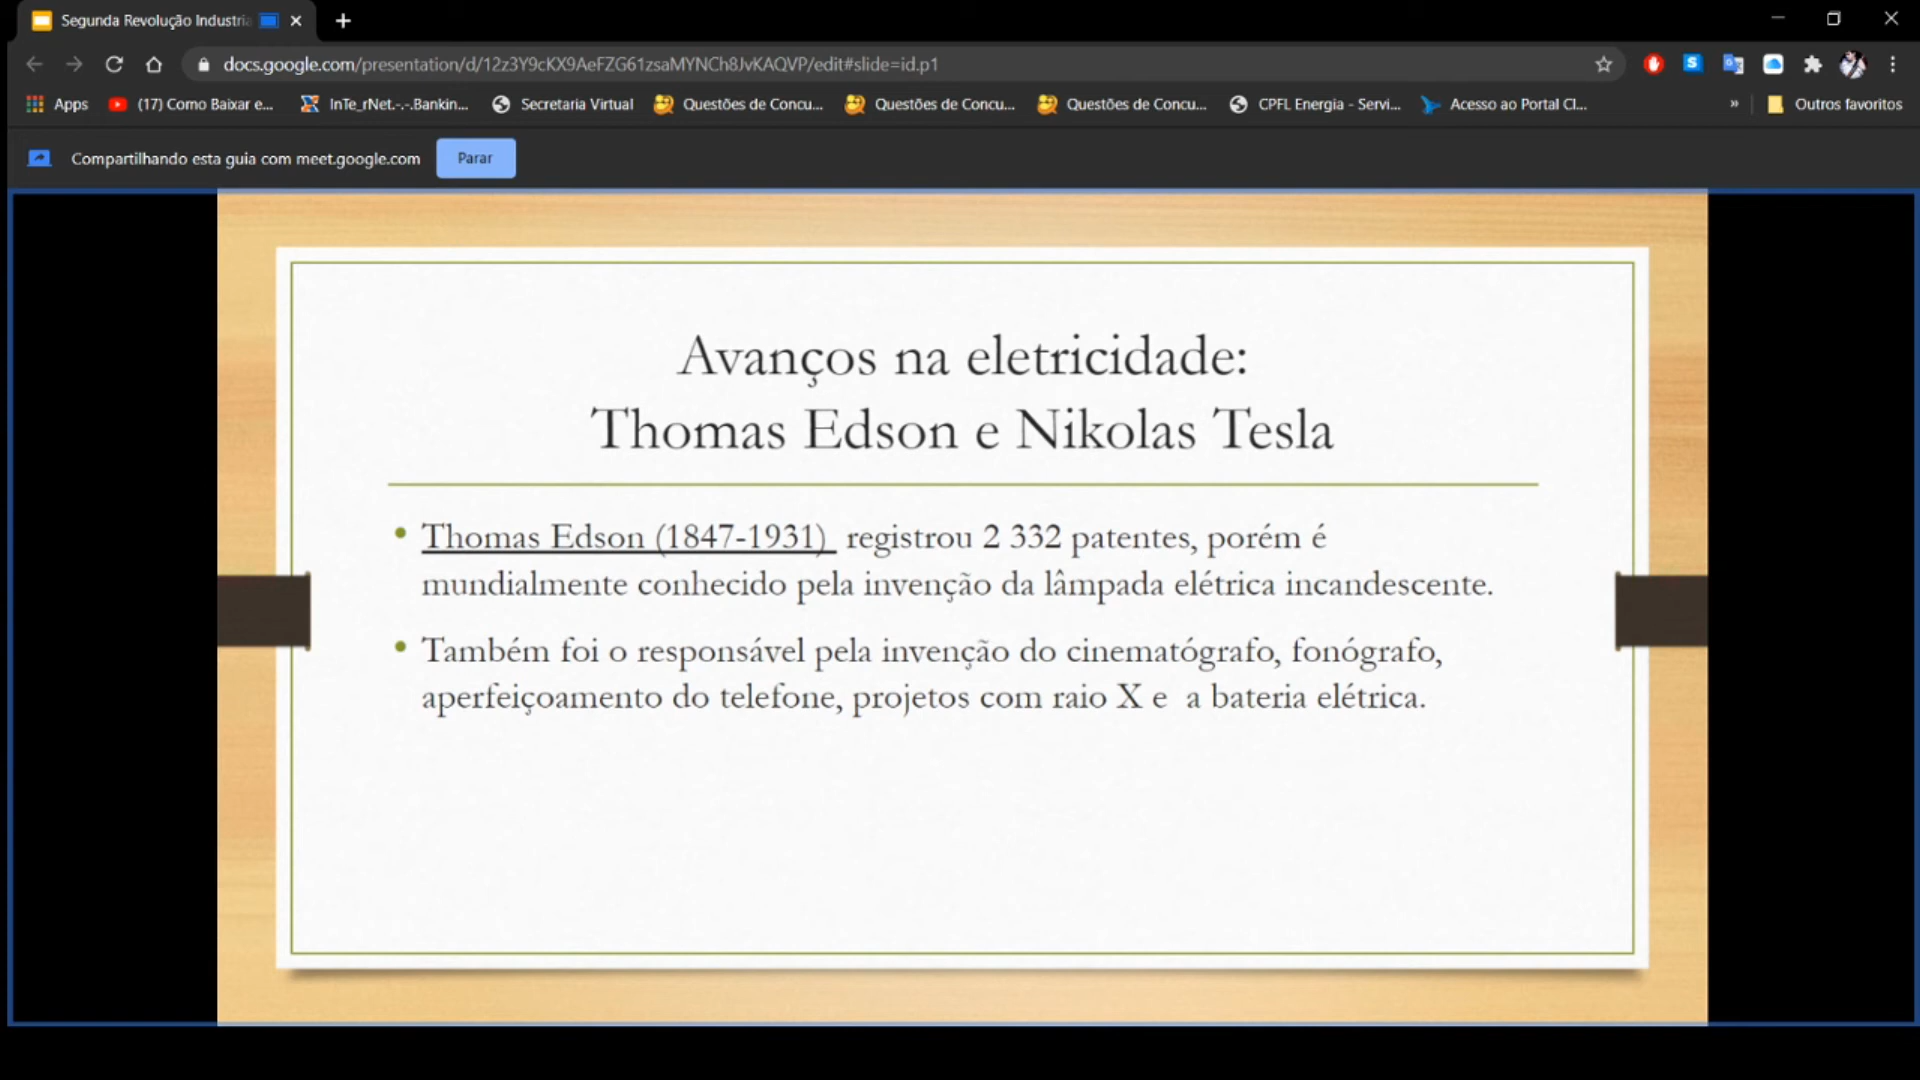 Segunda Revolução Industria
docs.google.com/presentation/d/12z3Y9cKX9AeFZG61zsaMYNCh8JvKAQVP/edit#slide=id.p1
Apps (17) Como Baixar e... InTe_rNet.-.-.Bankin... Secretaria Virtual Questões de Concu... Questões de Concu... Questões de Concu... CPFL Energia - Servi... Acesso ao Portal Cl... » Outros favoritos
Compartilhando esta guia com meet.google.com Parar
Avanços na eletricidade:
Thomas Edson e Nikolas Tesla
• Thomas Edson (1847-1931) registrou 2 332 patentes, porém é
mundialmente conhecido pela invenção da lâmpada elétrica incandescente.
• Também foi o responsável pela invenção do cinematógrafo, fonógrafo,
aperfeiçoamento do telefone, projetos com raio X e a bateria elétrica.